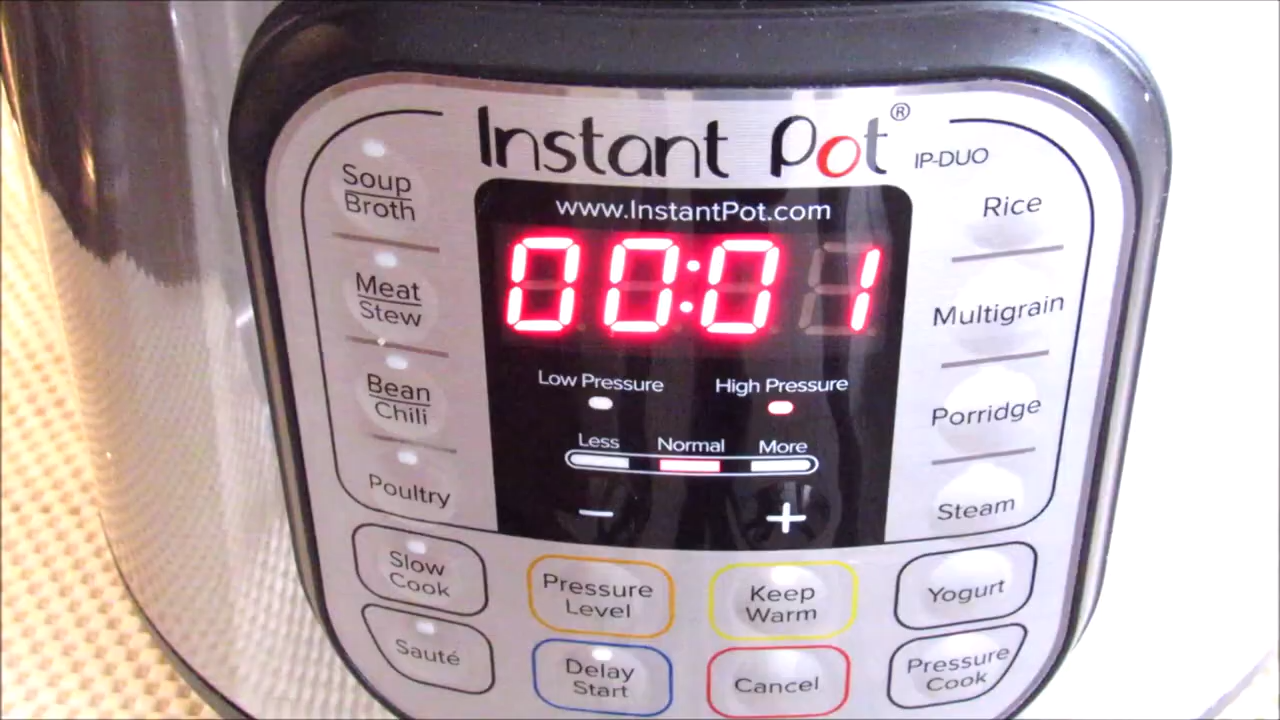 Instant Pot® IP-DUO
www.InstantPot.com
00:01
Low Pressure High Pressure
Less Normal More
− +
Soup
Broth
Meat
Stew
Bean
Chili
Poultry
Rice
Multigrain
Porridge
Steam
Slow
Cook
Sauté
Pressure
Level
Keep
Warm
Delay
Start
Cancel
Yogurt
Pressure
Cook